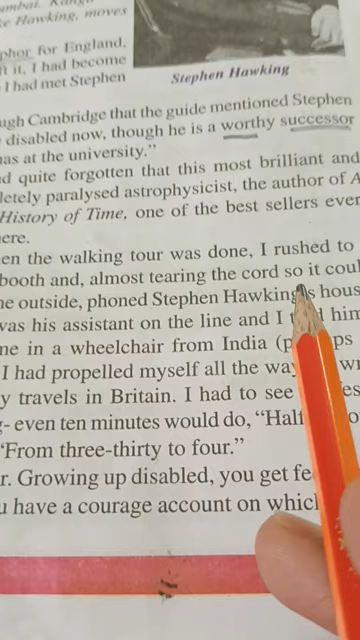 Kang
Hawking, moves
phor for England,
it, I had become
I had met Stephen
Stephen Hawking
ugh Cambridge that the guide mentioned Stephen
disabled now, though he is a worthy successor
as at the university."
d quite forgotten that this most brilliant and
letely paralysed astrophysicist, the author of A
History of Time, one of the best sellers ever
ere.
en the walking tour was done, I rushed to
booth and, almost tearing the cord so it coul
e outside, phoned Stephen Hawking's hous
was his assistant on the line and I him
me in a wheelchair from India (p ps
I had propelled myself all the way
y travels in Britain. I had to see
- even ten minutes would do, "Half
"From three-thirty to four."
r. Growing up disabled, you get fe
u have a courage account on which